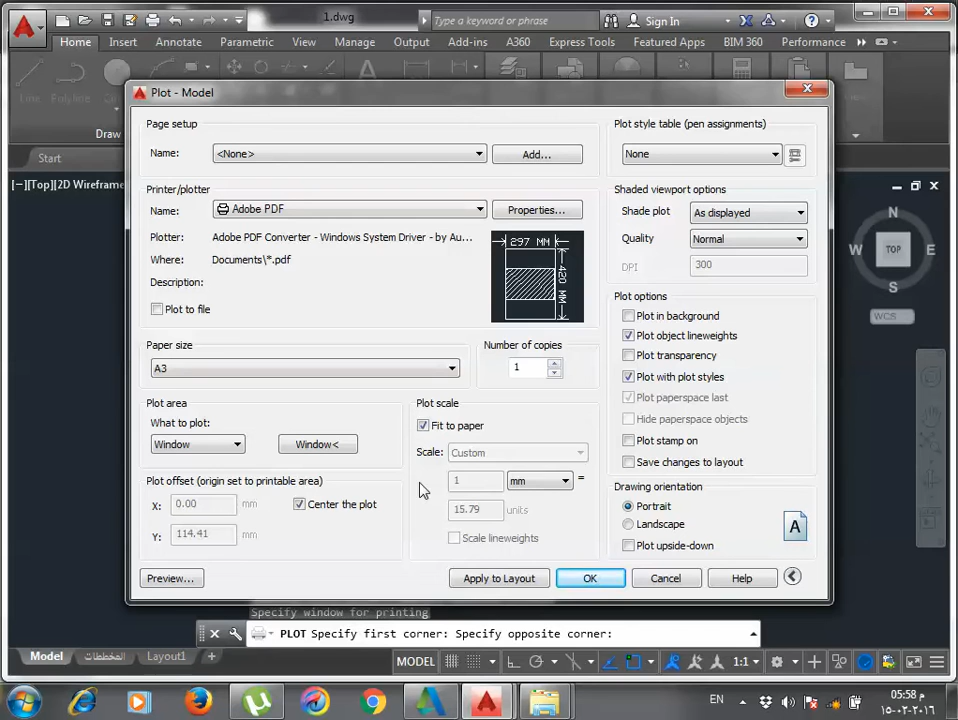 1.dwg
Type a keyword or phrase
Sign In
Home
Insert
Annotate
Parametric
View
Manage
Output
Add-ins
A360
Express Tools
Featured Apps
BIM 360
Performance
Line
Polyline
Draw
Start
[−][Top][2D Wireframe
Plot - Model
Page setup
Name:
<None>
Add...
Printer/plotter
Name:
Adobe PDF
Properties...
Plotter:
Adobe PDF Converter - Windows System Driver - by Au...
Where:
Documents\*.pdf
Description:
Plot to file
297 MM
420 MM
Paper size
A3
Number of copies
1
Plot area
What to plot:
Window
Window<
Plot scale
Fit to paper
Scale:
Custom
1
mm
=
15.79
units
Scale lineweights
Plot offset (origin set to printable area)
X:
0.00
mm
Center the plot
Y:
114.41
mm
Plot style table (pen assignments)
None
Shaded viewport options
Shade plot
As displayed
Quality
Normal
DPI
300
Plot options
Plot in background
Plot object lineweights
Plot transparency
Plot with plot styles
Plot paperspace last
Hide paperspace objects
Plot stamp on
Save changes to layout
Drawing orientation
Portrait
Landscape
Plot upside-down
A
Preview...
Apply to Layout
OK
Cancel
Help
N
W
TOP
E
S
WCS
Specify window for printing
PLOT Specify first corner: Specify opposite corner:
Model
المخططات
Layout1
+
MODEL
1:1
EN
05:58 م
١٥-٠٢-٢٠١٦